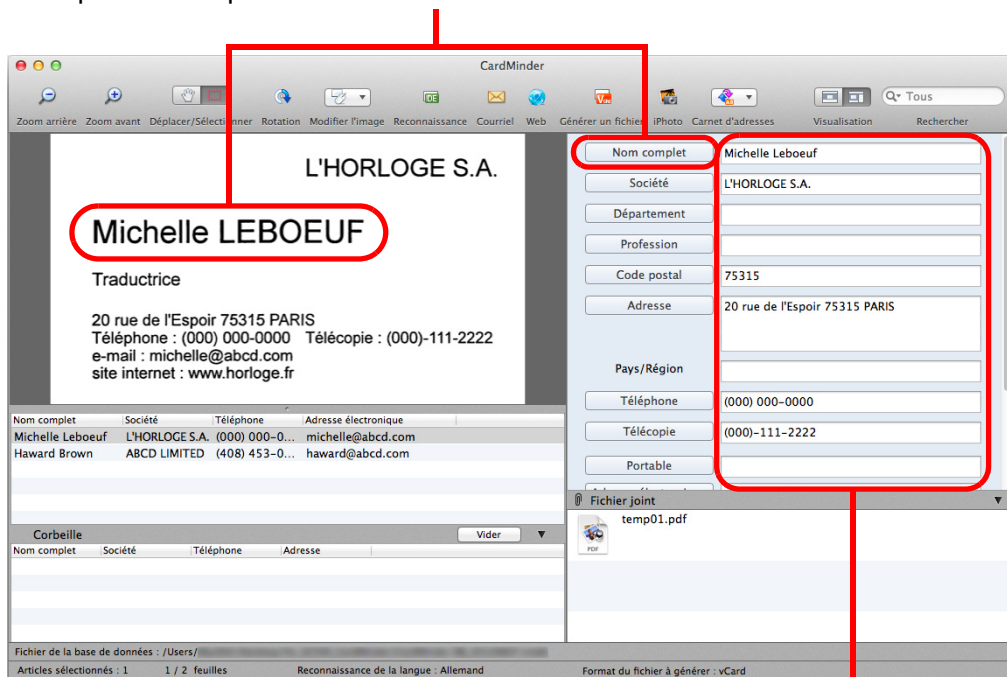 CardMinder
Tous
Zoom arrière Zoom avant Déplacer/Sélectionner Rotation Modifier l'image Reconnaissance Courriel Web Générer un fichier iPhoto Carnet d'adresses Visualisation Rechercher
L'HORLOGE S.A.
Michelle LEBOEUF
Traductrice
20 rue de l'Espoir 75315 PARIS
Téléphone : (000) 000-0000 Télécopie : (000)-111-2222
e-mail : michelle@abcd.com
site internet : www.horloge.fr
Nom complet Michelle Leboeuf
Société L'HORLOGE S.A.
Département
Profession
Code postal 75315
Adresse 20 rue de l'Espoir 75315 PARIS
Pays/Région
Téléphone (000) 000-0000
Télécopie (000)-111-2222
Portable
Nom complet Société Téléphone Adresse électronique
Michelle Leboeuf L'HORLOGE S.A. (000) 000-0... michelle@abcd.com
Haward Brown ABCD LIMITED (408) 453-0... haward@abcd.com
Corbeille Vider
Nom complet Société Téléphone Adresse
Fichier joint
temp01.pdf
PDF
Fichier de la base de données : /Users/
Articles sélectionnés : 1 1 / 2 feuilles Reconnaissance de la langue : Allemand Format du fichier à générer : vCard